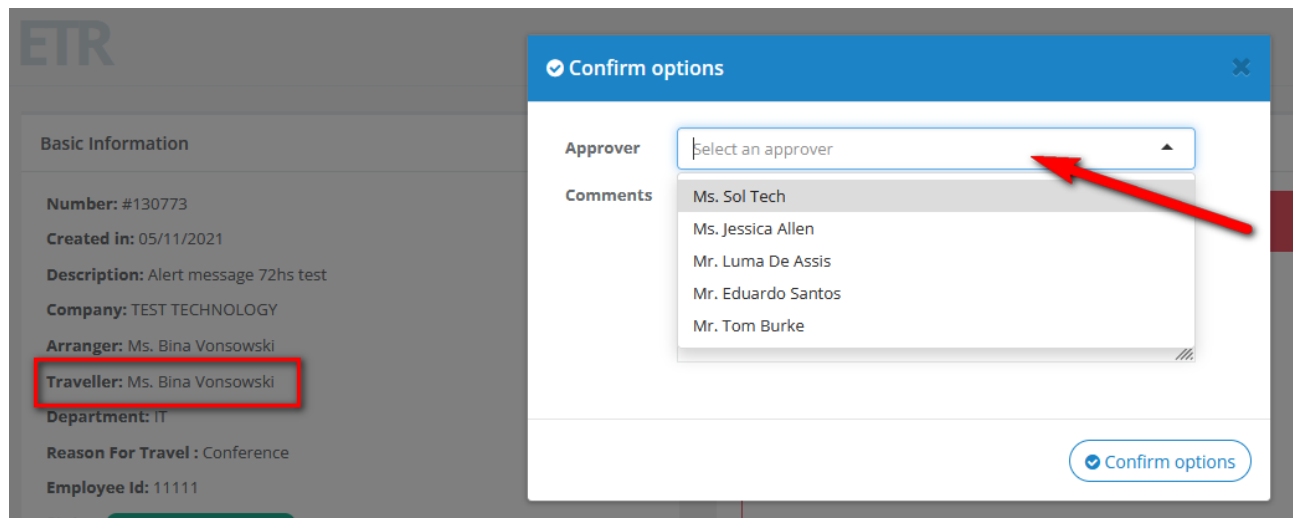 ETR
Basic Information
Number: #130773
Created in: 05/11/2021
Description: Alert message 72hs test
Company: TEST TECHNOLOGY
Arranger: Ms. Bina Vonsowski
Traveller: Ms. Bina Vonsowski
Department: IT
Reason For Travel : Conference
Employee Id: 11111
Confirm options
Approver
Select an approver
Comments
Ms. Sol Tech
Ms. Jessica Allen
Mr. Luma De Assis
Mr. Eduardo Santos
Mr. Tom Burke
Confirm options